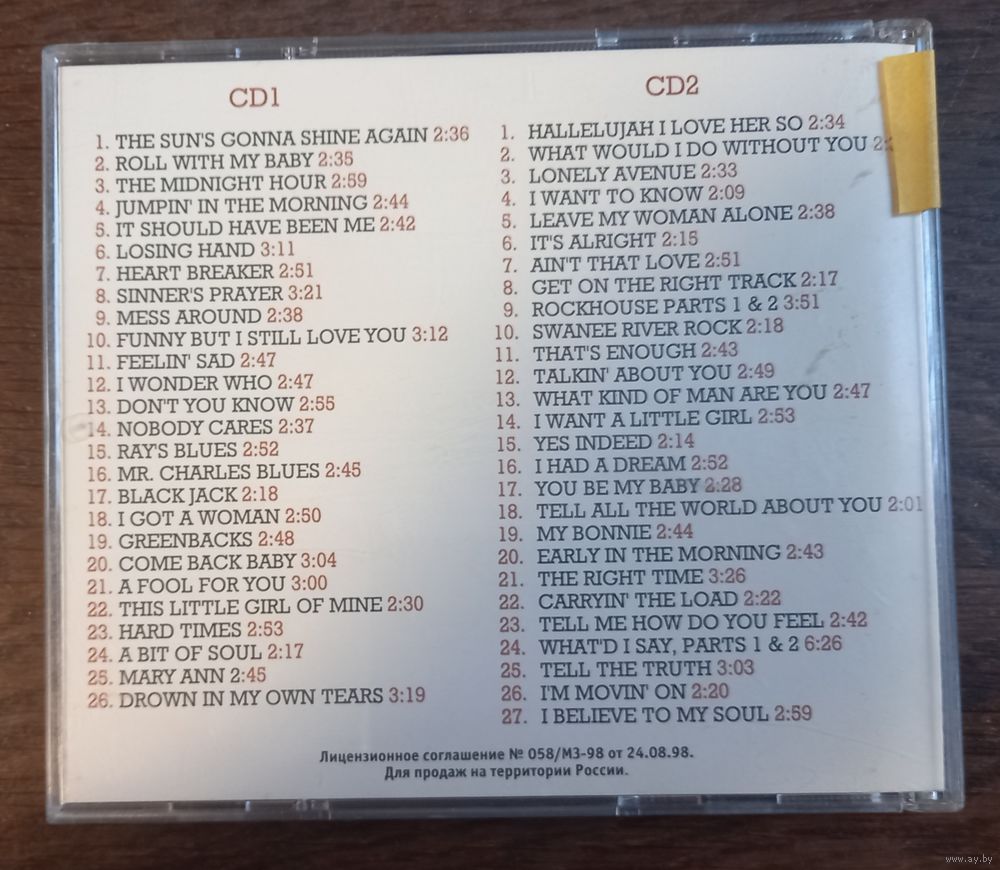 CD1
1. THE SUN'S GONNA SHINE AGAIN 2:36
2. ROLL WITH MY BABY 2:35
3. THE MIDNIGHT HOUR 2:59
4. JUMPIN' IN THE MORNING 2:44
5. IT SHOULD HAVE BEEN ME 2:42
6. LOSING HAND 3:11
7. HEART BREAKER 2:51
8. SINNER'S PRAYER 3:21
9. MESS AROUND 2:38
10. FUNNY BUT I STILL LOVE YOU 3:12
11. FEELIN' SAD 2:47
12. I WONDER WHO 2:47
13. DON'T YOU KNOW 2:55
14. NOBODY CARES 2:37
15. RAY'S BLUES 2:52
16. MR. CHARLES BLUES 2:45
17. BLACK JACK 2:18
18. I GOT A WOMAN 2:50
19. GREENBACKS 2:48
20. COME BACK BABY 3:04
21. A FOOL FOR YOU 3:00
22. THIS LITTLE GIRL OF MINE 2:30
23. HARD TIMES 2:53
24. A BIT OF SOUL 2:17
25. MARY ANN 2:45
26. DROWN IN MY OWN TEARS 3:19
CD2
1. HALLELUJAH I LOVE HER SO 2:34
2. WHAT WOULD I DO WITHOUT YOU
3. LONELY AVENUE 2:33
4. I WANT TO KNOW 2:09
5. LEAVE MY WOMAN ALONE 2:38
6. IT'S ALRIGHT 2:15
7. AIN'T THAT LOVE 2:51
8. GET ON THE RIGHT TRACK 2:17
9. ROCKHOUSE PARTS 1 & 2 3:51
10. SWANEE RIVER ROCK 2:18
11. THAT'S ENOUGH 2:43
12. TALKIN' ABOUT YOU 2:49
13. WHAT KIND OF MAN ARE YOU 2:47
14. I WANT A LITTLE GIRL 2:53
15. YES INDEED 2:14
16. I HAD A DREAM 2:52
17. YOU BE MY BABY 2:28
18. TELL ALL THE WORLD ABOUT YOU 2:01
19. MY BONNIE 2:44
20. EARLY IN THE MORNING 2:43
21. THE RIGHT TIME 3:26
22. CARRYIN' THE LOAD 2:22
23. TELL ME HOW DO YOU FEEL 2:42
24. WHAT'D I SAY, PARTS 1 & 2 6:26
25. TELL THE TRUTH 3:03
26. I'M MOVIN' ON 2:20
27. I BELIEVE TO MY SOUL 2:59
Лицензионное соглашение № 058/МЗ-98 от 24.08.98.
Для продаж на территории России.
www.ay.by